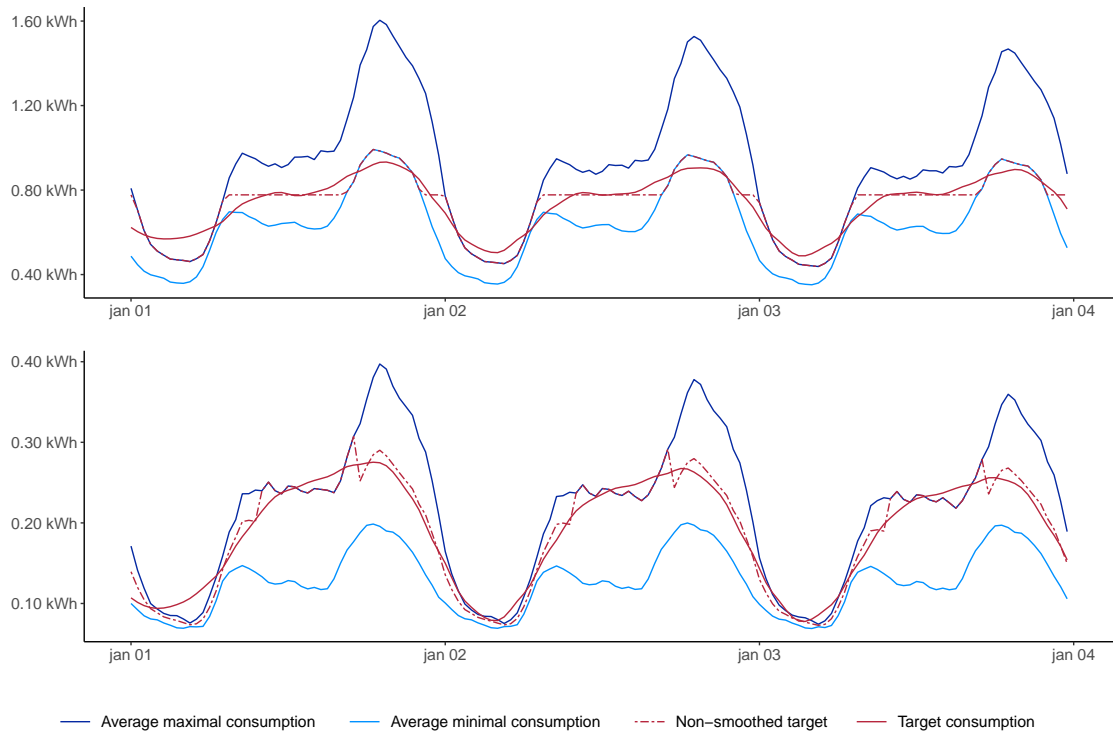 1.60 kWh
1.20 kWh
0.80 kWh
0.40 kWh
jan 01 jan 02 jan 03 jan 04
0.40 kWh
0.30 kWh
0.20 kWh
0.10 kWh
jan 01 jan 02 jan 03 jan 04
Average maximal consumption Average minimal consumption Non−smoothed target Target consumption